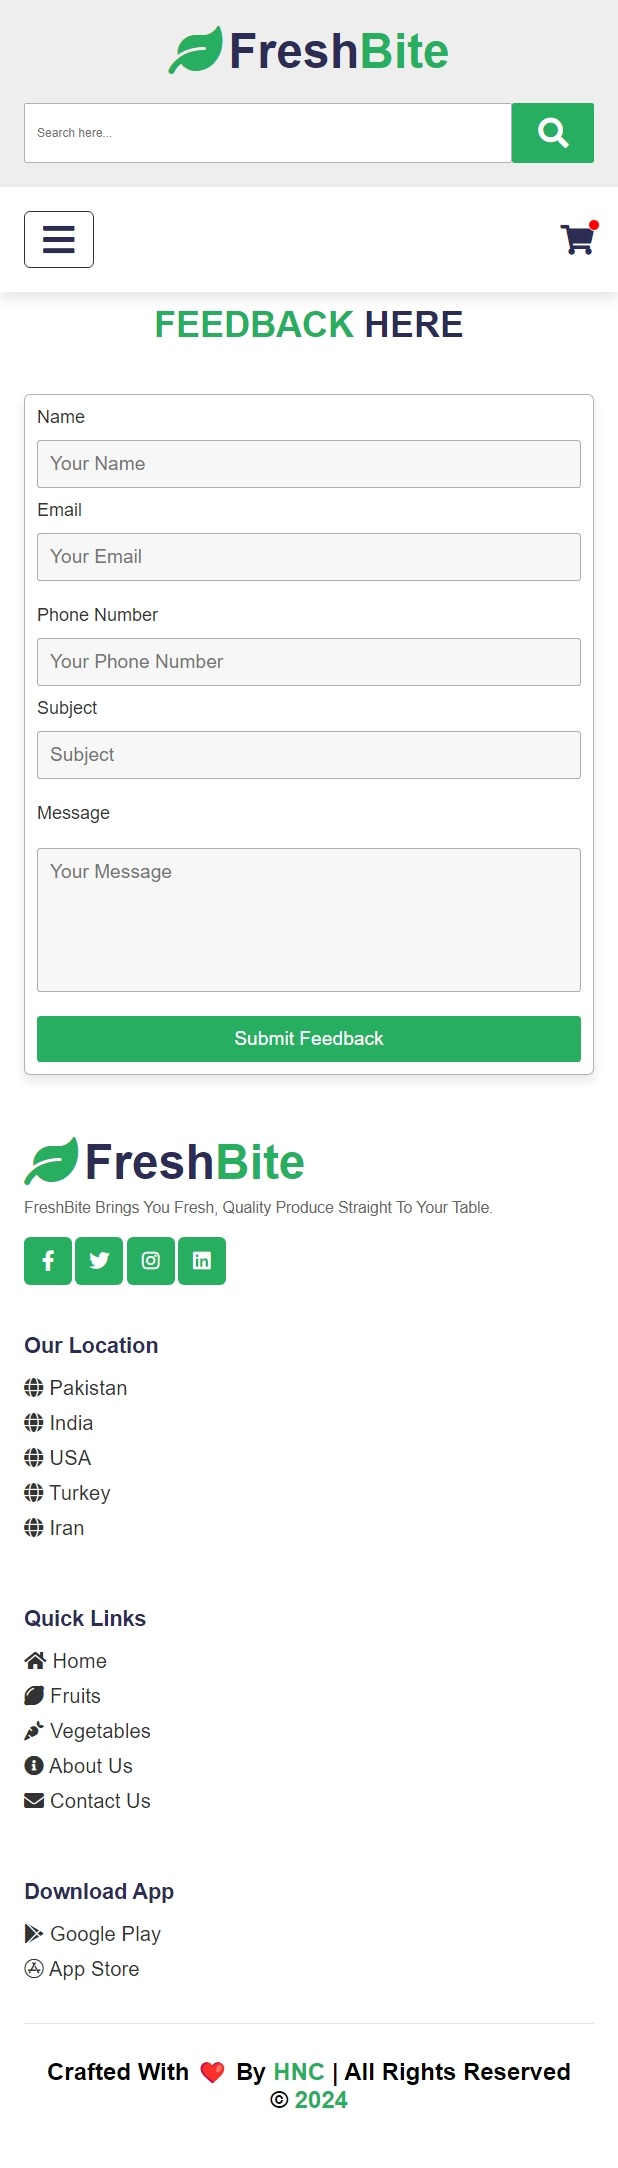 FreshBite
Search here...
FEEDBACK HERE
Name
Your Name
Email
Your Email
Phone Number
Your Phone Number
Subject
Subject
Message
Your Message
Submit Feedback
FreshBite
FreshBite Brings You Fresh, Quality Produce Straight To Your Table.
Our Location
Pakistan
India
USA
Turkey
Iran
Quick Links
Home
Fruits
Vegetables
About Us
Contact Us
Download App
Google Play
App Store
Crafted With ❤️ By HNC | All Rights Reserved
© 2024